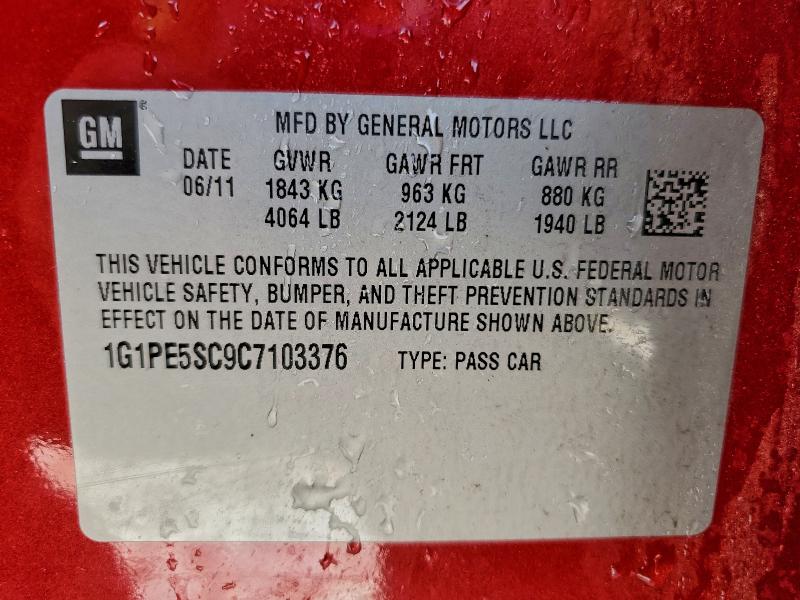 GM
MFD BY GENERAL MOTORS LLC
DATE GVWR GAWR FRT GAWR RR
06/11 1843 KG 963 KG 880 KG
4064 LB 2124 LB 1940 LB
THIS VEHICLE CONFORMS TO ALL APPLICABLE U.S. FEDERAL MOTOR
VEHICLE SAFETY, BUMPER, AND THEFT PREVENTION STANDARDS IN
EFFECT ON THE DATE OF MANUFACTURE SHOWN ABOVE.
1G1PE5SC9C7103376 TYPE: PASS CAR